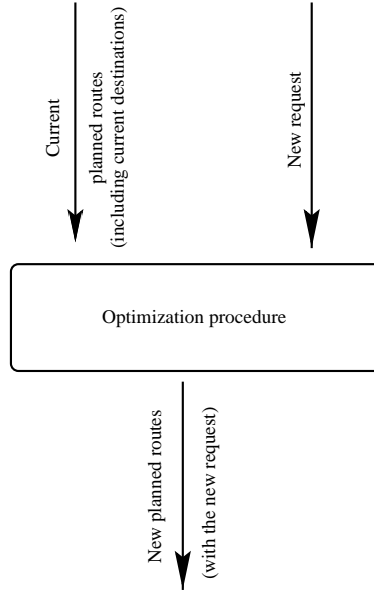 Current
planned routes
(including current destinations)
New request
Optimization procedure
New planned routes
(with the new request)